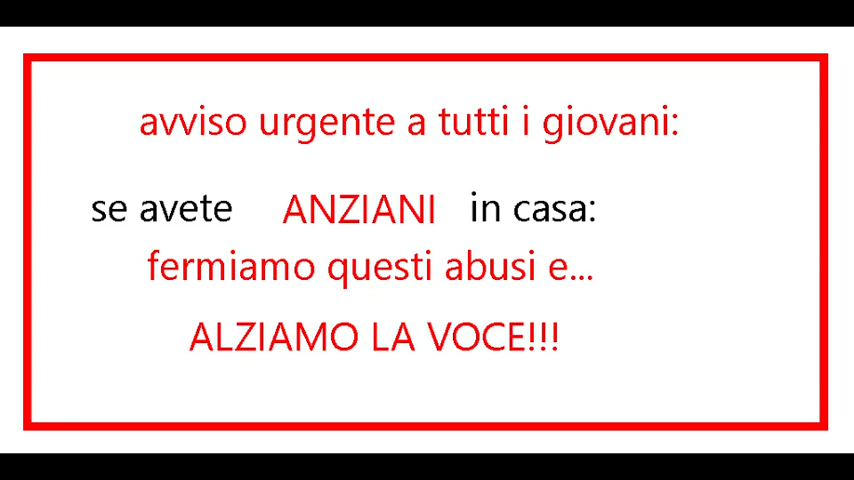 avviso urgente a tutti i giovani:
se avete ANZIANI in casa:
fermiamo questi abusi e...
ALZIAMO LA VOCE!!!